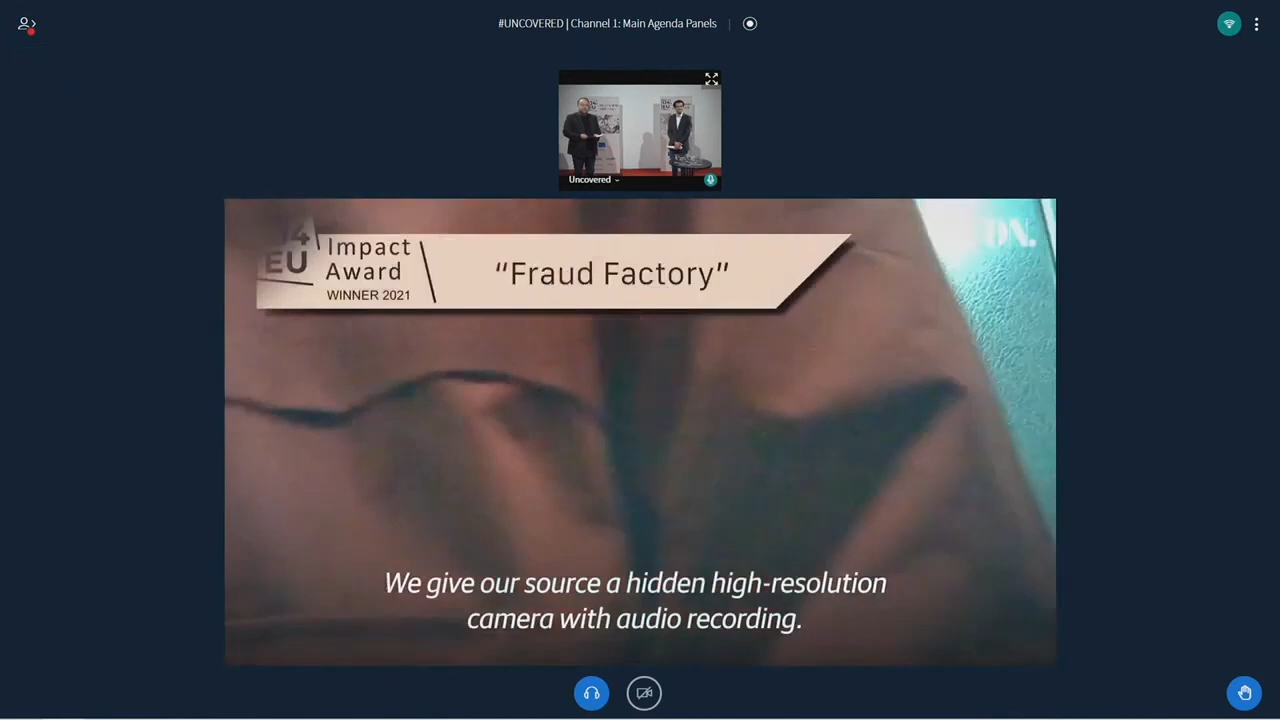 #UNCOVERED | Channel 1: Main Agenda Panels
Uncovered
EU
Impact
Award
WINNER 2021
“Fraud Factory”
We give our source a hidden high-resolution
camera with audio recording.